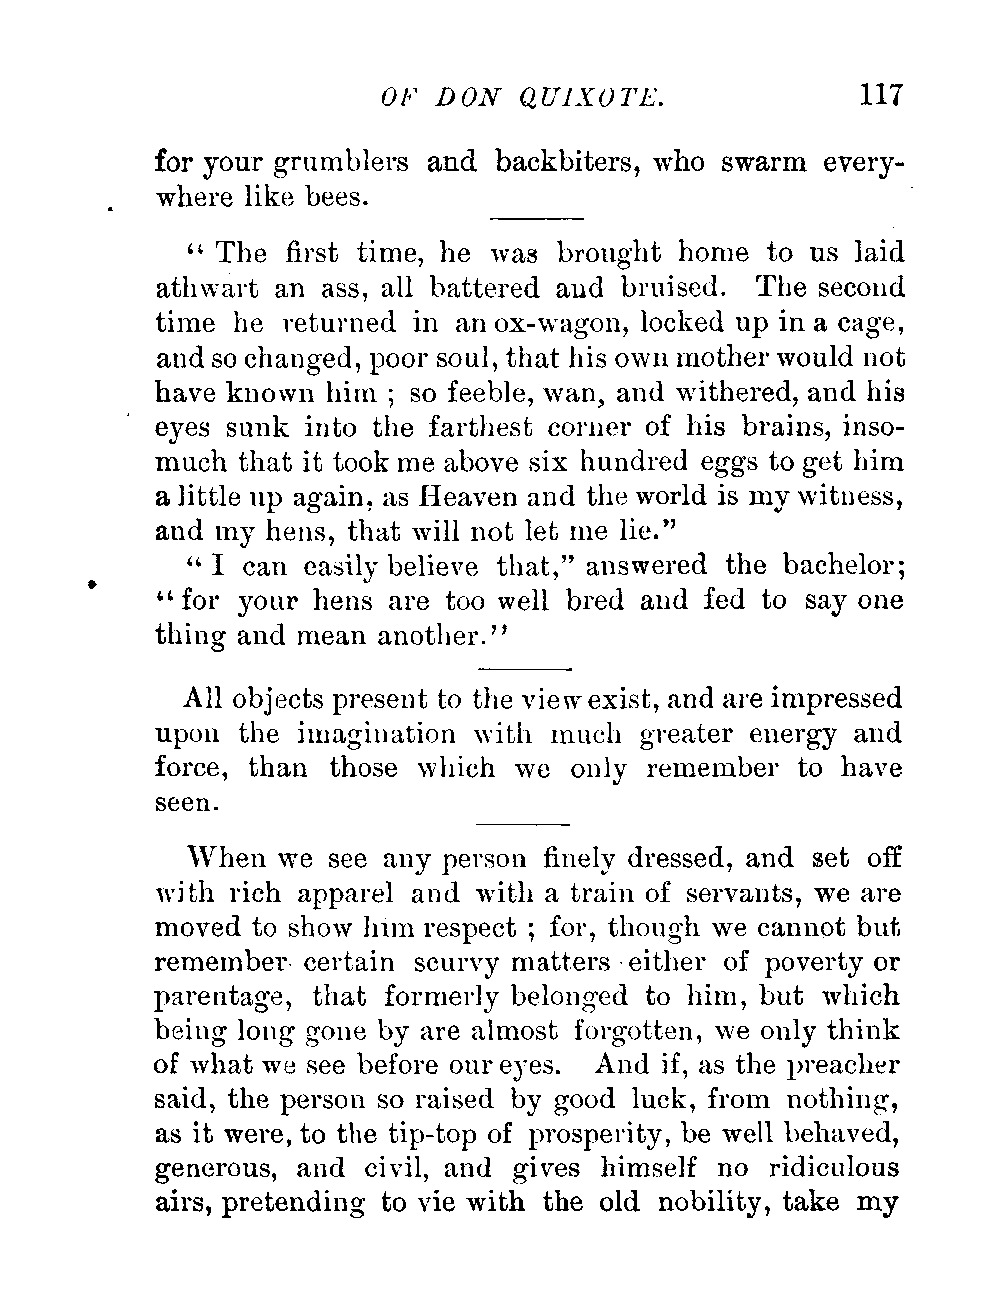 OF DON QUIXOTE. 117
for your grumblers and backbiters, who swarm every-
where like bees.
“ The first time, he was brought home to us laid
athwart an ass, all battered and bruised. The second
time he returned in an ox-wagon, locked up in a cage,
and so changed, poor soul, that his own mother would not
have known him ; so feeble, wan, and withered, and his
eyes sunk into the farthest corner of his brains, inso-
much that it took me above six hundred eggs to get him
a little up again, as Heaven and the world is my witness,
and my hens, that will not let me lie.”
“ I can easily believe that,” answered the bachelor;
“ for your hens are too well bred and fed to say one
thing and mean another.”
All objects present to the view exist, and are impressed
upon the imagination with much greater energy and
force, than those which we only remember to have
seen.
When we see any person finely dressed, and set off
with rich apparel and with a train of servants, we are
moved to show him respect ; for, though we cannot but
remember certain scurvy matters either of poverty or
parentage, that formerly belonged to him, but which
being long gone by are almost forgotten, we only think
of what we see before our eyes. And if, as the preacher
said, the person so raised by good luck, from nothing,
as it were, to the tip-top of prosperity, be well behaved,
generous, and civil, and gives himself no ridiculous
airs, pretending to vie with the old nobility, take my